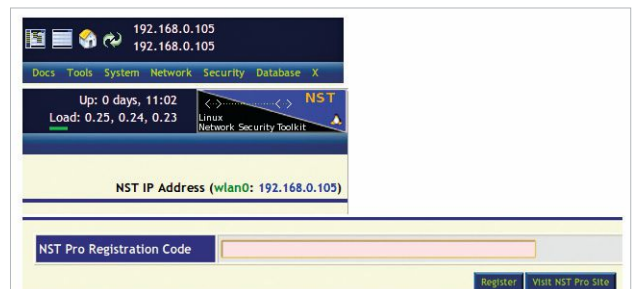 192.168.0.105
192.168.0.105
Docs Tools System Network Security Database X
Up: 0 days, 11:02
Load: 0.25, 0.24, 0.23
NST
Linux
Network Security Toolkit
NST IP Address (wlan0: 192.168.0.105)
NST Pro Registration Code
Register Visit NST Pro Site